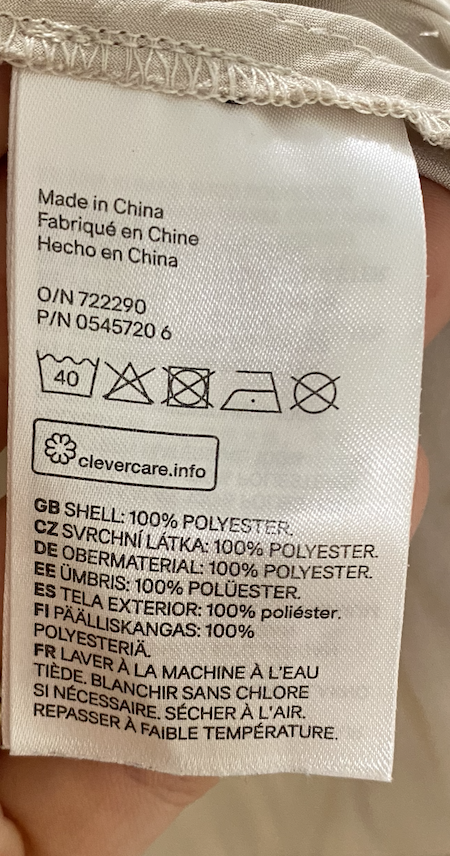 Made in China
Fabriqué en Chine
Hecho en China
O/N 722290
P/N 0545720 6
40
clevercare.info
GB SHELL: 100% POLYESTER.
CZ SVRCHNÍ LÁTKA: 100% POLYESTER.
DE OBERMATERIAL: 100% POLYESTER.
EE ÜMBRIS: 100% POLÜESTER.
ES TELA EXTERIOR: 100% poliéster.
FI PÄÄLLISKANGAS: 100%
POLYESTERIÄ.
FR LAVER À LA MACHINE À L'EAU
TIÈDE. BLANCHIR SANS CHLORE
SI NÉCESSAIRE. SÉCHER À L'AIR.
REPASSER À FAIBLE TEMPÉRATURE.